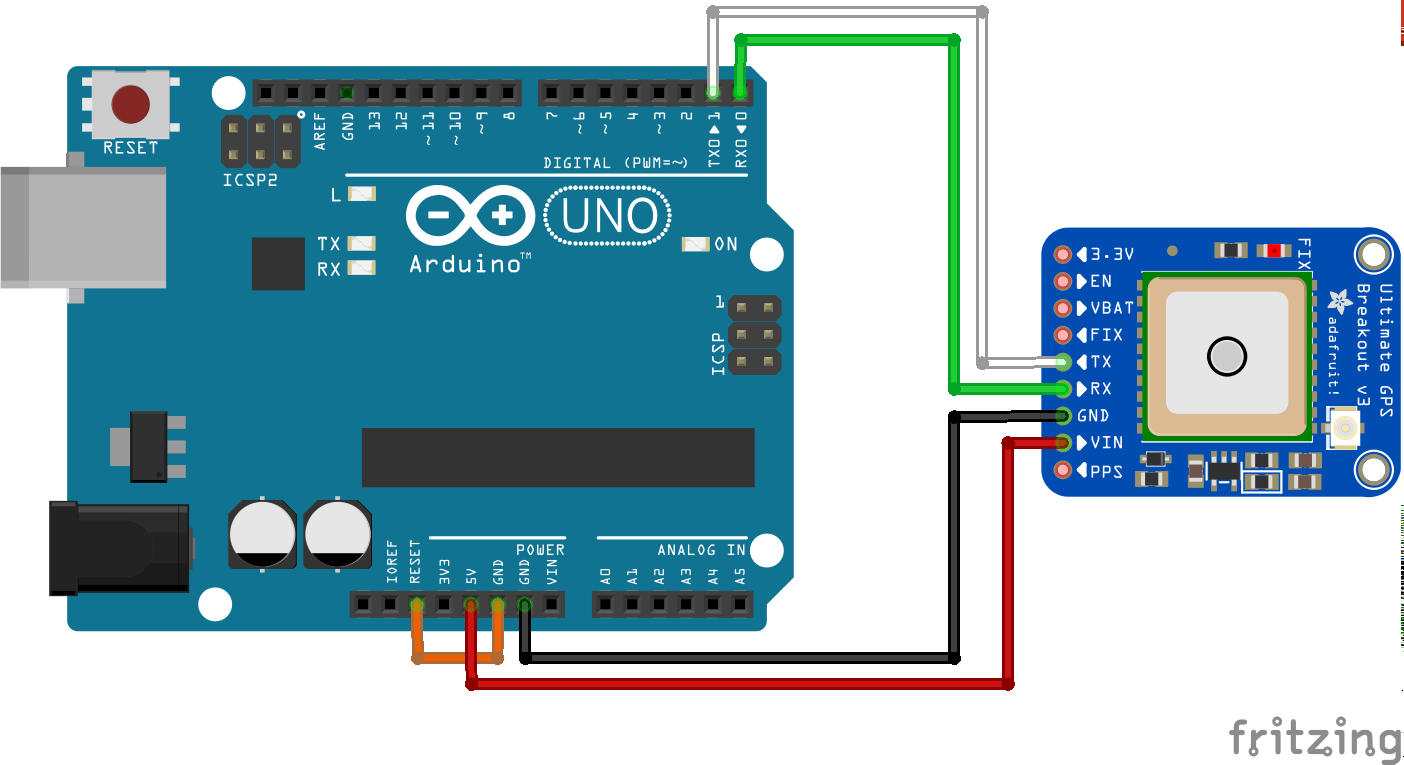 RESET
ICSP2
AREF
GND
13
12
~11
~10
~9
8
7
~6
~5
4
~3
2
TX0▶1
RX0◀0
DIGITAL (PWM=~)
L
TX
RX
UNO
Arduino™
ON
1
ICSP
IOREF
RESET
3V3
5V
GND
GND
VIN
POWER
A0
A1
A2
A3
A4
A5
ANALOG IN
3.3V
EN
VBAT
FIX
TX
RX
GND
VIN
PPS
FIX
adafruit!
Ultimate GPS
Breakout v3
fritzing